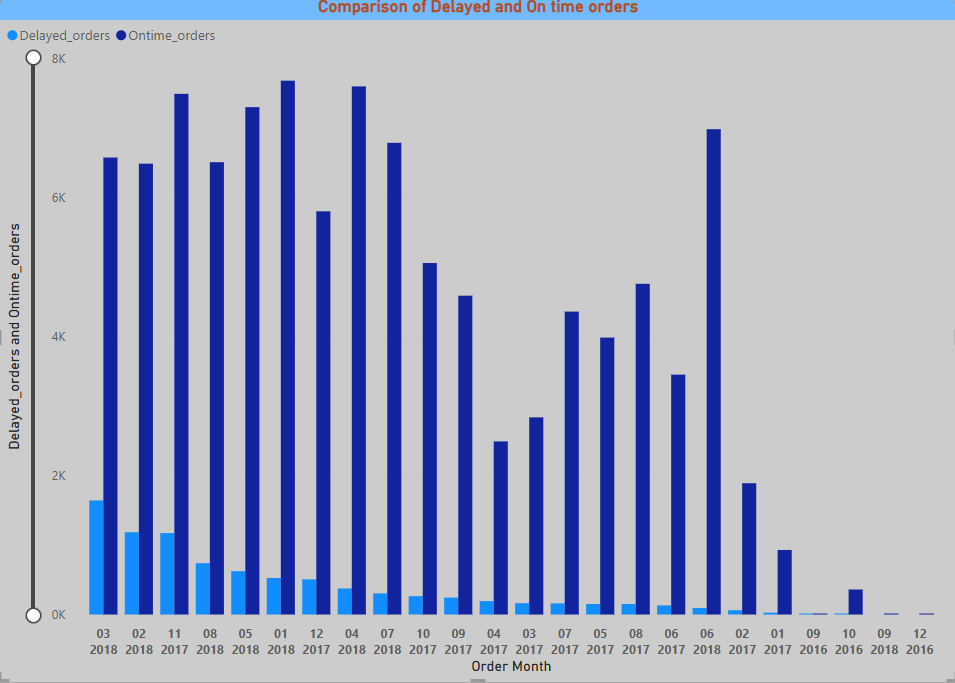 Comparison of Delayed and On time orders
Delayed_orders Ontime_orders
8K
6K
4K
2K
0K
Delayed_orders and Ontime_orders
03 02 11 08 05 01 12 04 07 10 09 04 03 07 05 08 06 06 02 01 09 10 09 12
2018 2018 2017 2018 2018 2018 2017 2018 2018 2017 2017 2017 2017 2017 2017 2017 2017 2018 2017 2017 2016 2016 2018 2016
Order Month